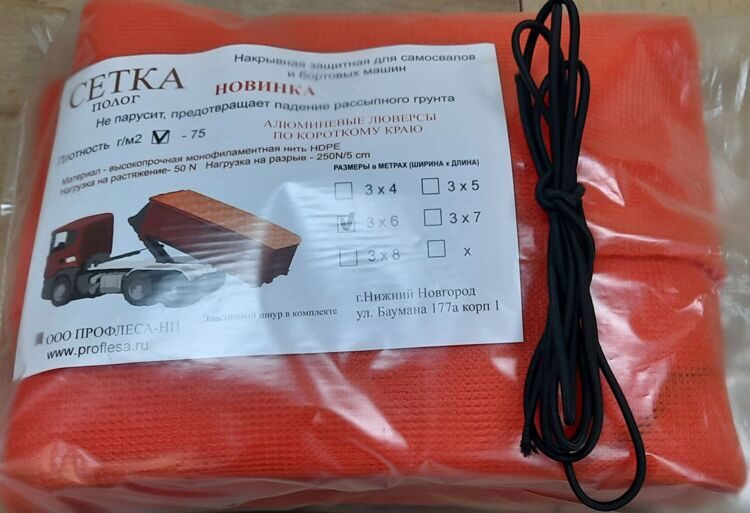 СЕТКА
ПОЛОГ
Накрывная защитная для самосвалов
и бортовых машин
НОВИНКА
Не парусит, предотвращает падение рассыпного грунта
АЛЮМИНЕВЫЕ ЛЮВЕРСЫ
ПО КОРОТКОМУ КРАЮ
Плотность г/м2 - 75
Материал - высокопрочная монофиламентная нить HDPE
Нагрузка на растяжение- 50 N Нагрузка на разрыв - 250N/5 cm
РАЗМЕРЫ в МЕТРАХ (ШИРИНА х ДЛИНА)
3 х 4 3 х 5
3 х 6 3 х 7
3 х 8 х
Эластичный шнур в комплекте
г.Нижний Новгород
ул. Баумана 177а корп 1
ООО ПРОФЛЕСА-НН
www.proflesa.ru